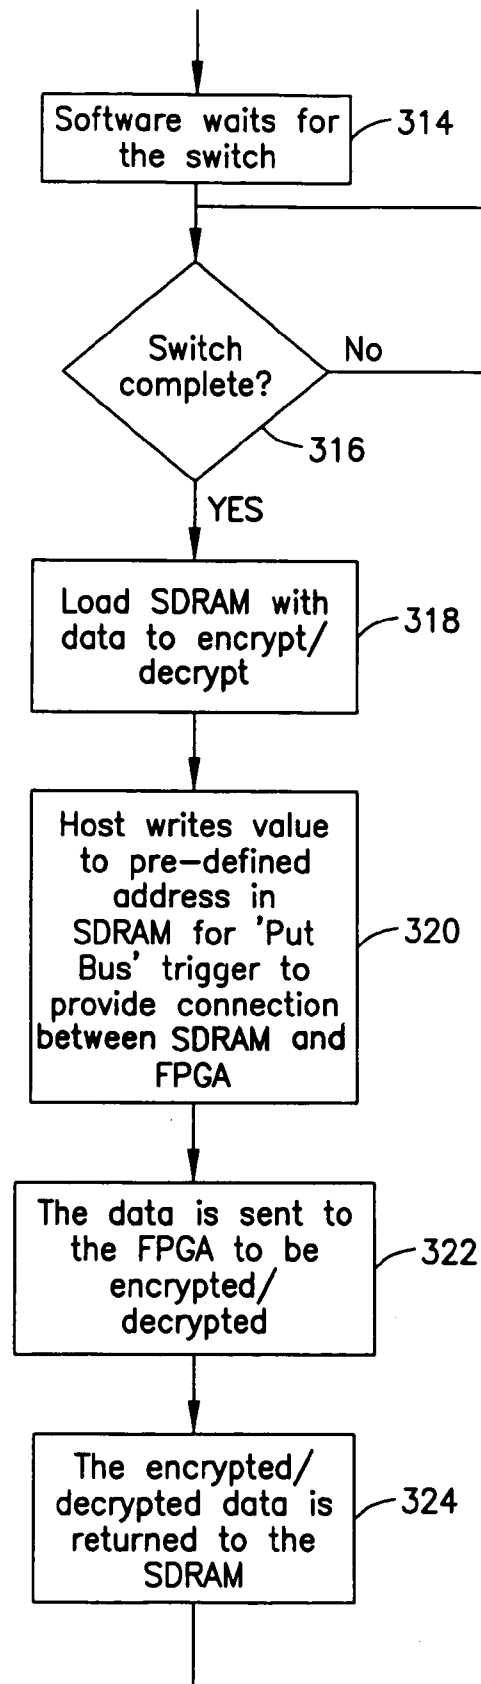 Software waits for
the switch
314
Switch
complete?
No
316
YES
Load SDRAM with
data to encrypt/
decrypt
318
Host writes value
to pre-defined
address in
SDRAM for 'Put
Bus' trigger to
provide connection
between SDRAM and
FPGA
320
The data is sent to
the FPGA to be
encrypted/
decrypted
322
The encrypted/
decrypted data is
returned to the
SDRAM
324